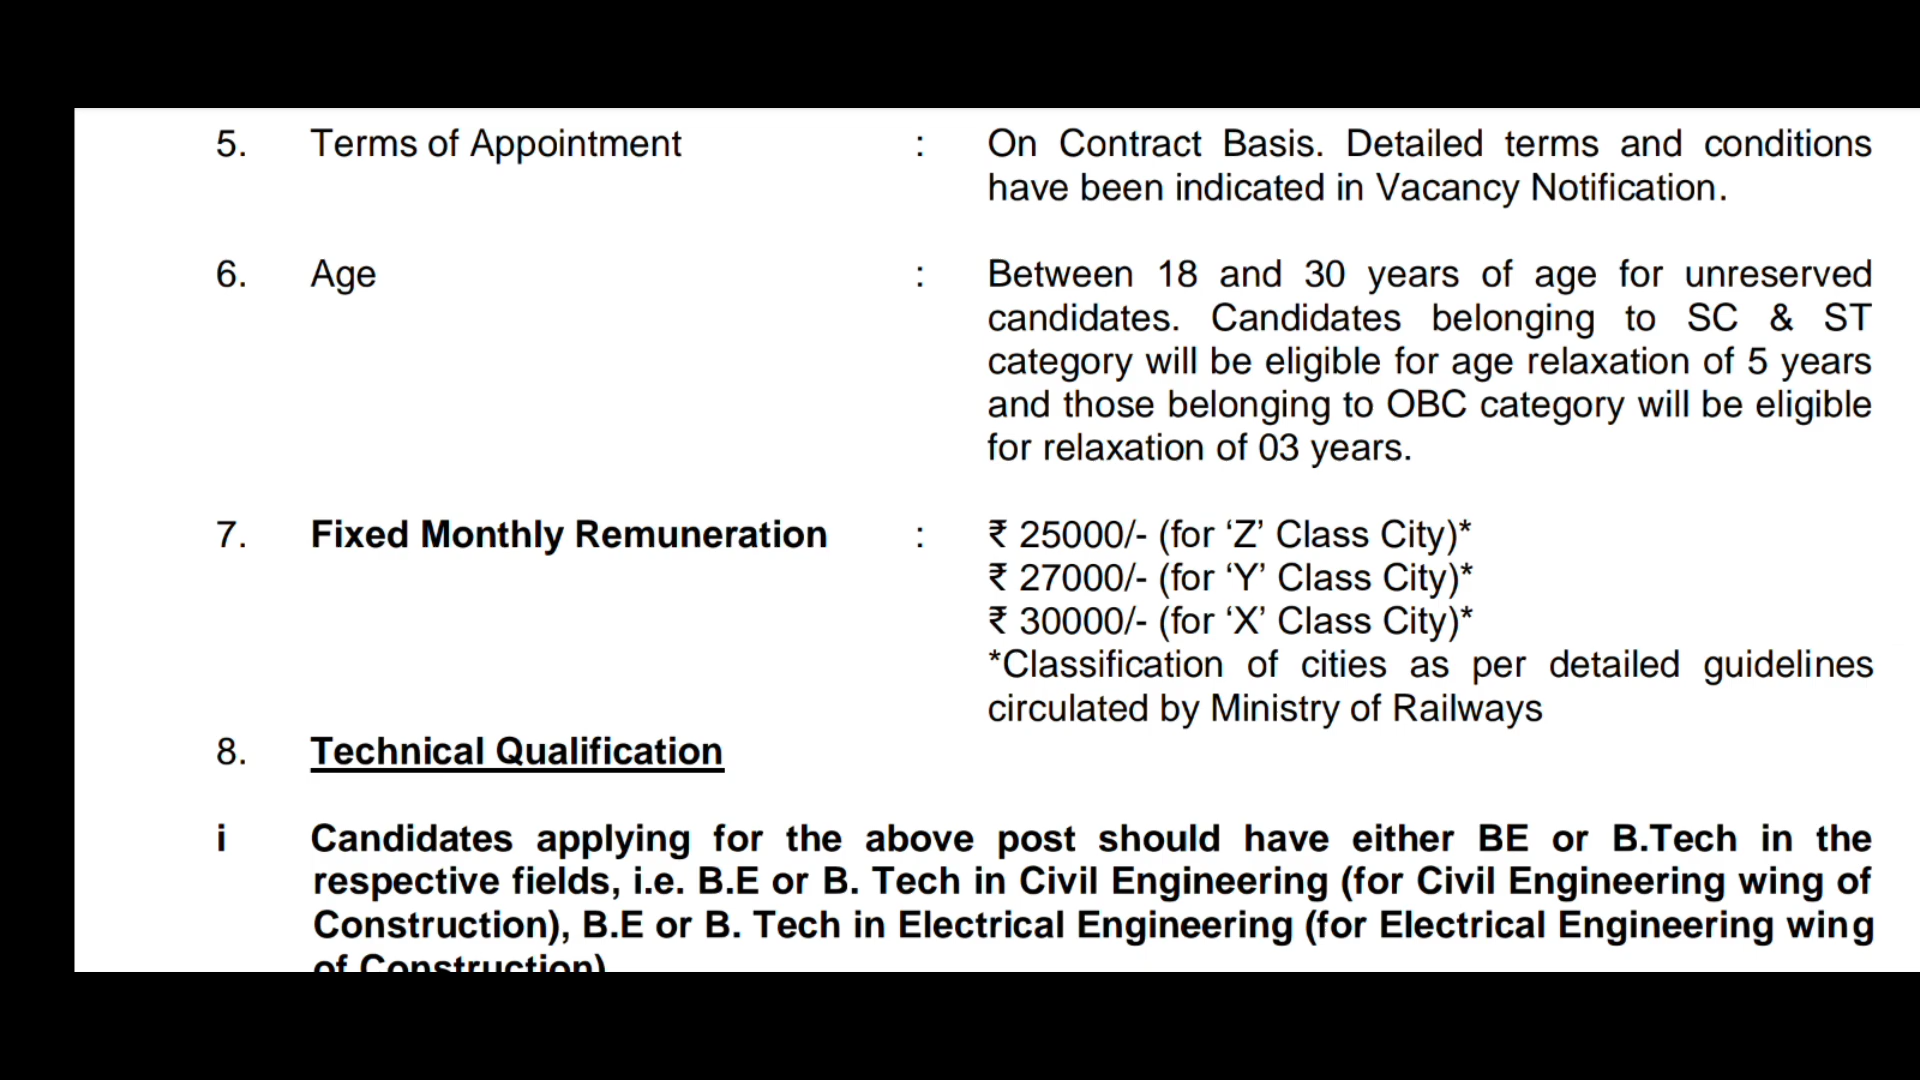 5. Terms of Appointment : On Contract Basis. Detailed terms and conditions
have been indicated in Vacancy Notification.
6. Age : Between 18 and 30 years of age for unreserved
candidates. Candidates belonging to SC & ST
category will be eligible for age relaxation of 5 years
and those belonging to OBC category will be eligible
for relaxation of 03 years.
7. Fixed Monthly Remuneration : ₹ 25000/- (for ‘Z’ Class City)*
₹ 27000/- (for ‘Y’ Class City)*
₹ 30000/- (for ‘X’ Class City)*
*Classification of cities as per detailed guidelines
circulated by Ministry of Railways
8. Technical Qualification
i Candidates applying for the above post should have either BE or B.Tech in the
respective fields, i.e. B.E or B. Tech in Civil Engineering (for Civil Engineering wing of
Construction), B.E or B. Tech in Electrical Engineering (for Electrical Engineering wing
of Construction)